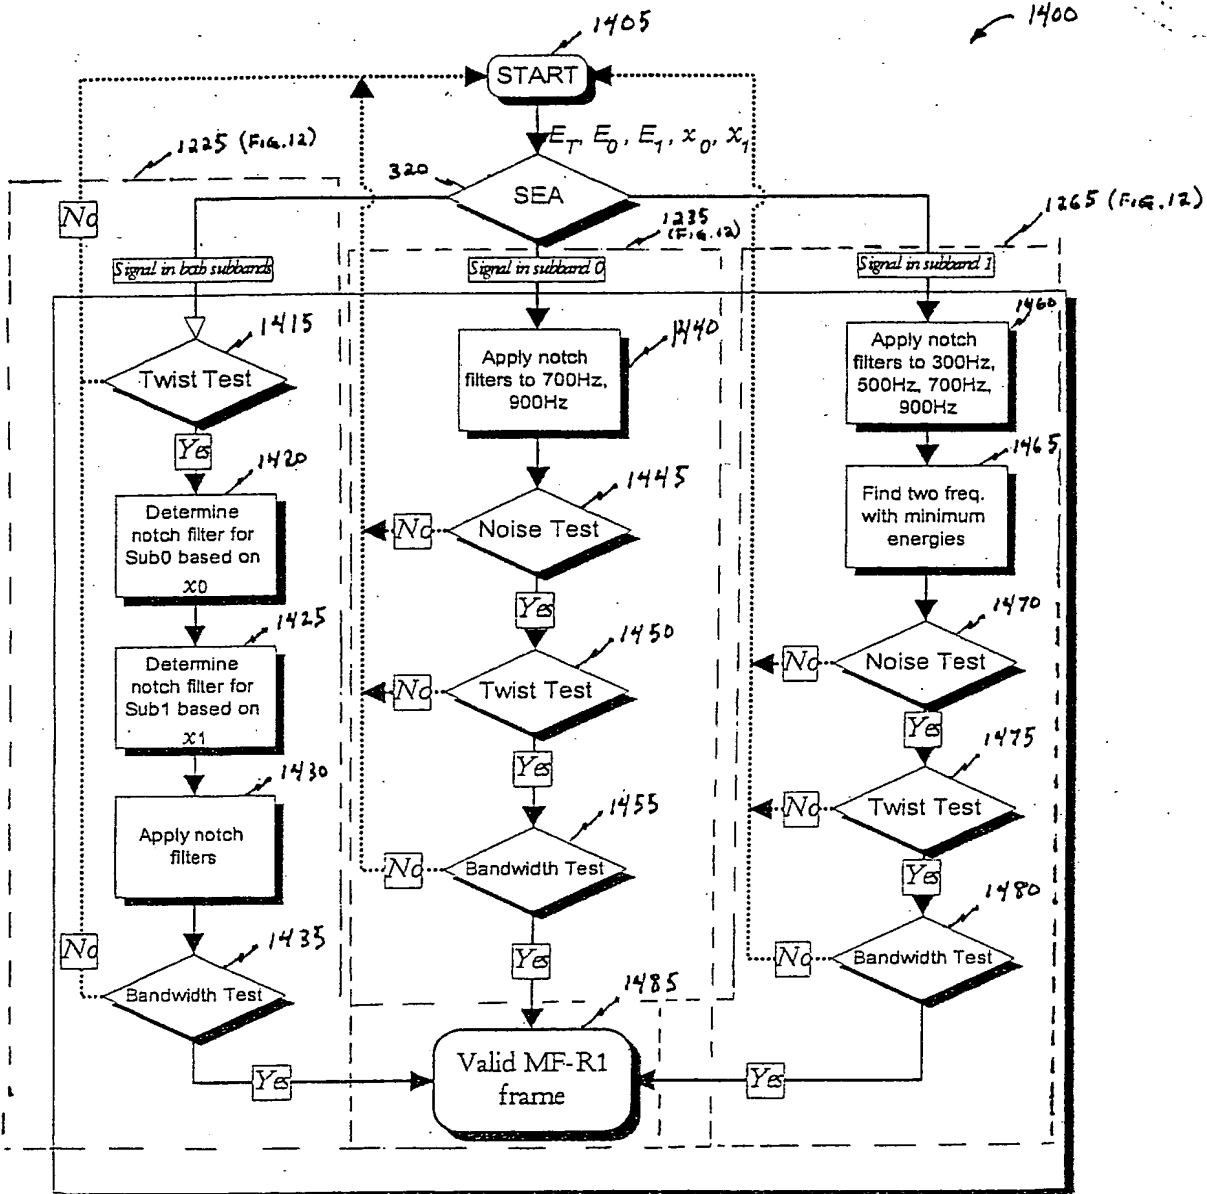 1405
1400
START
E_T, E_0, E_1, x_0, x_1
1225 (FIG.12)
320
SEA
1235 (FIG.12)
1265 (FIG.12)
No
Signal in both subbands
Signal in subband 0
Signal in subband 1
1415
Twist Test
Yes
1420
Determine
notch filter for
Sub0 based on
x0
1425
Determine
notch filter for
Sub1 based on
x1
1430
Apply notch
filters
No
1435
Bandwidth Test
Yes
1440
Apply notch
filters to 700Hz,
900Hz
1445
Noise Test
No
Yes
1450
Twist Test
No
Yes
1455
Bandwidth Test
No
Yes
1485
Valid MF-R1
frame
1460
Apply notch
filters to 300Hz,
500Hz, 700Hz,
900Hz
1465
Find two freq.
with minimum
energies
1470
Noise Test
No
Yes
1475
Twist Test
No
Yes
1480
Bandwidth Test
No
Yes